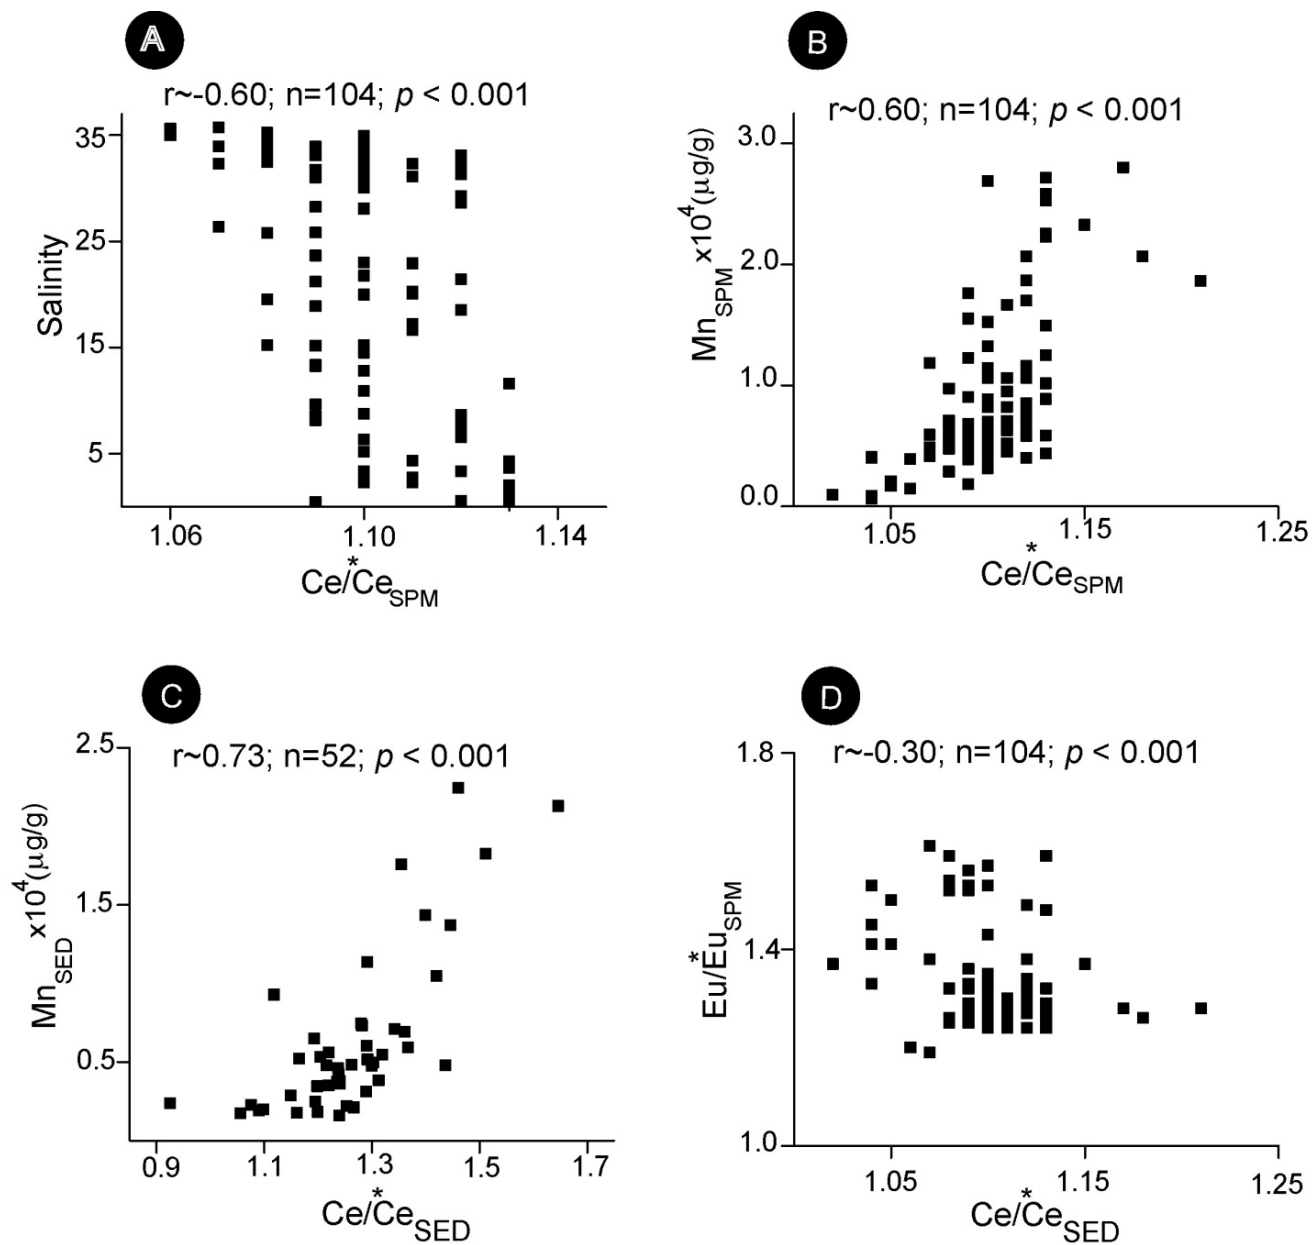 A
r~-0.60; n=104; p < 0.001
Salinity
35
25
15
5
1.06
1.10
1.14
Ce/Ce*SPM
B
r~0.60; n=104; p < 0.001
MnSPM x10^4 (µg/g)
3.0
2.0
1.0
0.0
1.05
1.15
1.25
Ce/Ce*SPM
C
r~0.73; n=52; p < 0.001
MnSED x10^4 (µg/g)
2.5
1.5
0.5
0.9
1.1
1.3
1.5
1.7
Ce/Ce*SED
D
r~-0.30; n=104; p < 0.001
Eu/Eu*SPM
1.8
1.4
1.0
1.05
1.15
1.25
Ce/Ce*SED